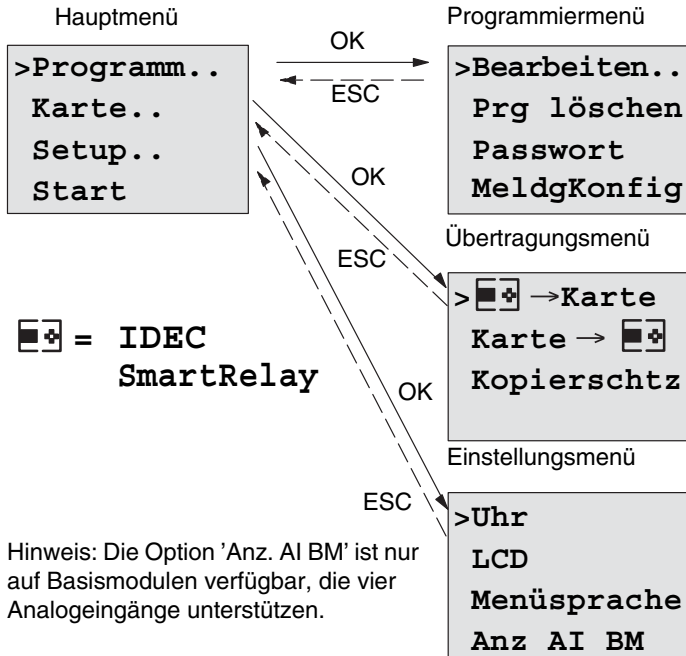 Hauptmenü
>Programm..
Karte..
Setup..
Start
OK
ESC
Programmiermenü
>Bearbeiten..
Prg löschen
Passwort
MeldgKonfig
OK
ESC
Übertragungsmenü
> →Karte
Karte →
Kopierschtz
= IDEC
SmartRelay
OK
ESC
Einstellungsmenü
>Uhr
LCD
Menüsprache
Anz AI BM
Hinweis: Die Option 'Anz. AI BM' ist nur
auf Basismodulen verfügbar, die vier
Analogeingänge unterstützen.